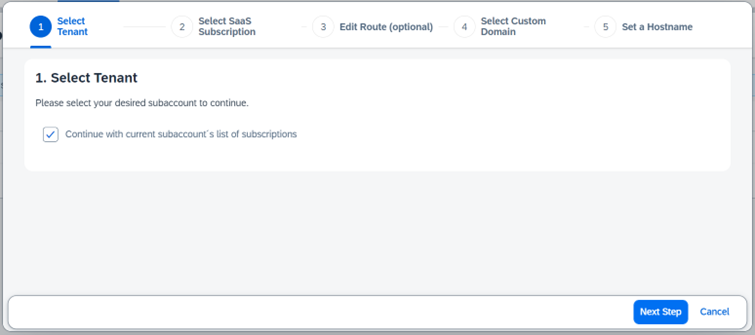 1 Select Tenant
2 Select SaaS Subscription
3 Edit Route (optional)
4 Select Custom Domain
5 Set a Hostname
1. Select Tenant
Please select your desired subaccount to continue.
Continue with current subaccount´s list of subscriptions
Next Step
Cancel